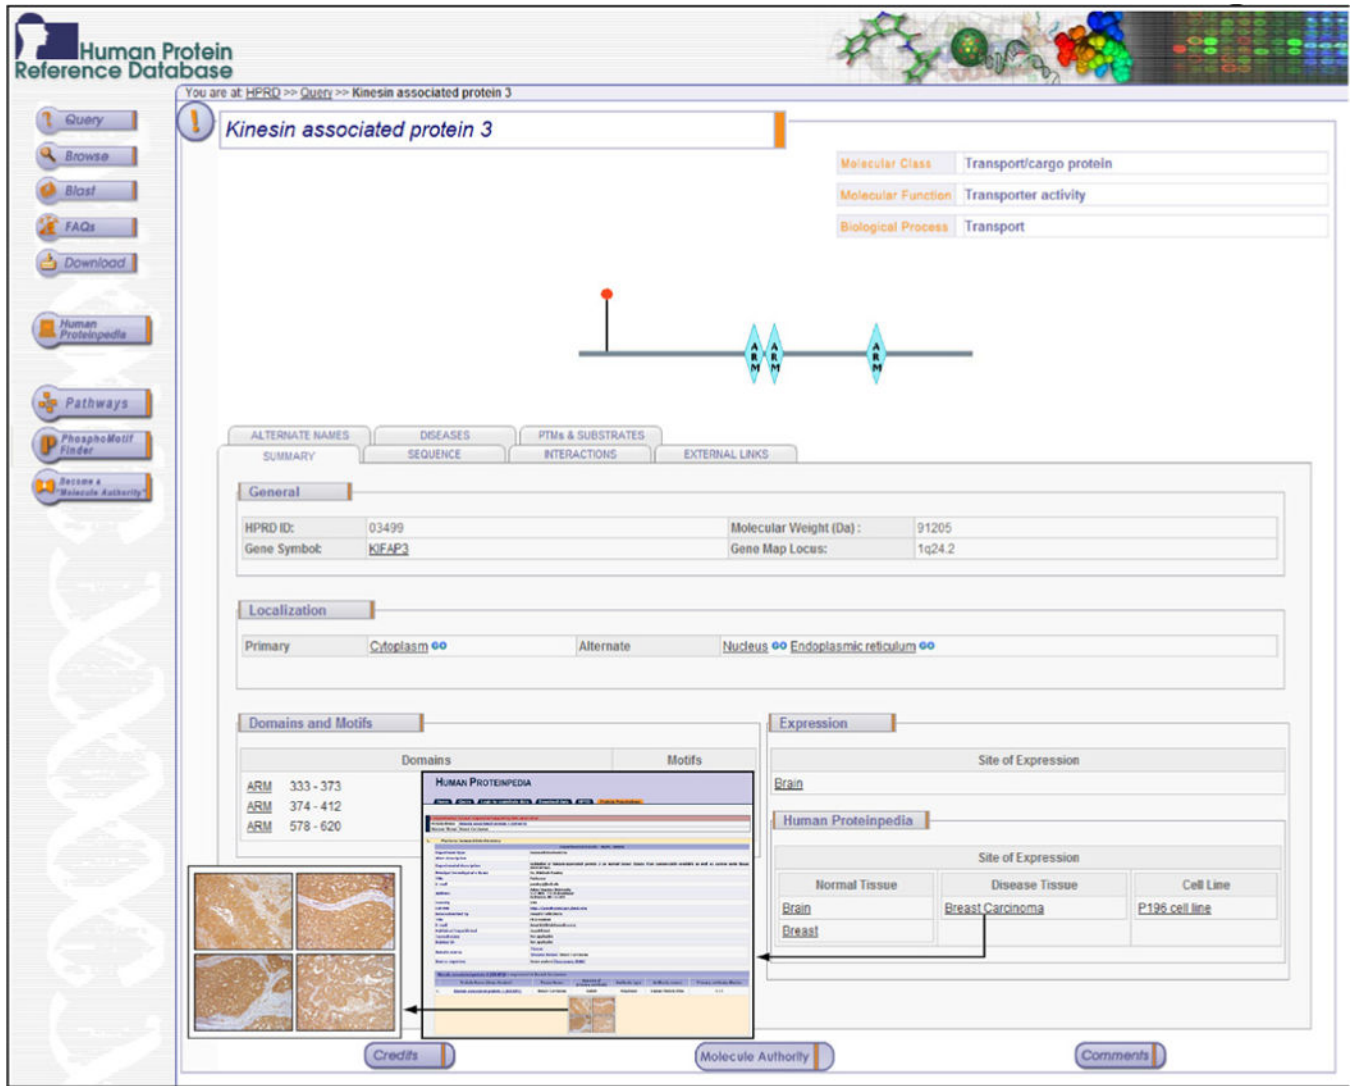 Human Protein
Reference Database
You are at: HPRD >> Query >> Kinesin associated protein 3
Query
Browse
Blast
FAQs
Download
Human
Proteinpedia
Pathways
PhosphoMotif
Finder
Become a
"Molecule Authority"
!
Kinesin associated protein 3
Molecular Class Transport/cargo protein
Molecular Function Transporter activity
Biological Process Transport
ARM ARM ARM
ALTERNATE NAMES DISEASES PTMs & SUBSTRATES
SUMMARY SEQUENCE INTERACTIONS EXTERNAL LINKS
General
HPRD ID: 03499 Molecular Weight (Da) : 91205
Gene Symbol: KIFAP3 Gene Map Locus: 1q24.2
Localization
Primary Cytoplasm GO Alternate Nucleus GO Endoplasmic reticulum GO
Domains and Motifs
Domains Motifs
ARM 333 - 373
ARM 374 - 412
ARM 578 - 620
HUMAN PROTEINPEDIA
Expression
Site of Expression
Brain
Human Proteinpedia
Site of Expression
Normal Tissue Disease Tissue Cell Line
Brain Breast Carcinoma P196 cell line
Breast
Credits Molecule Authority Comments